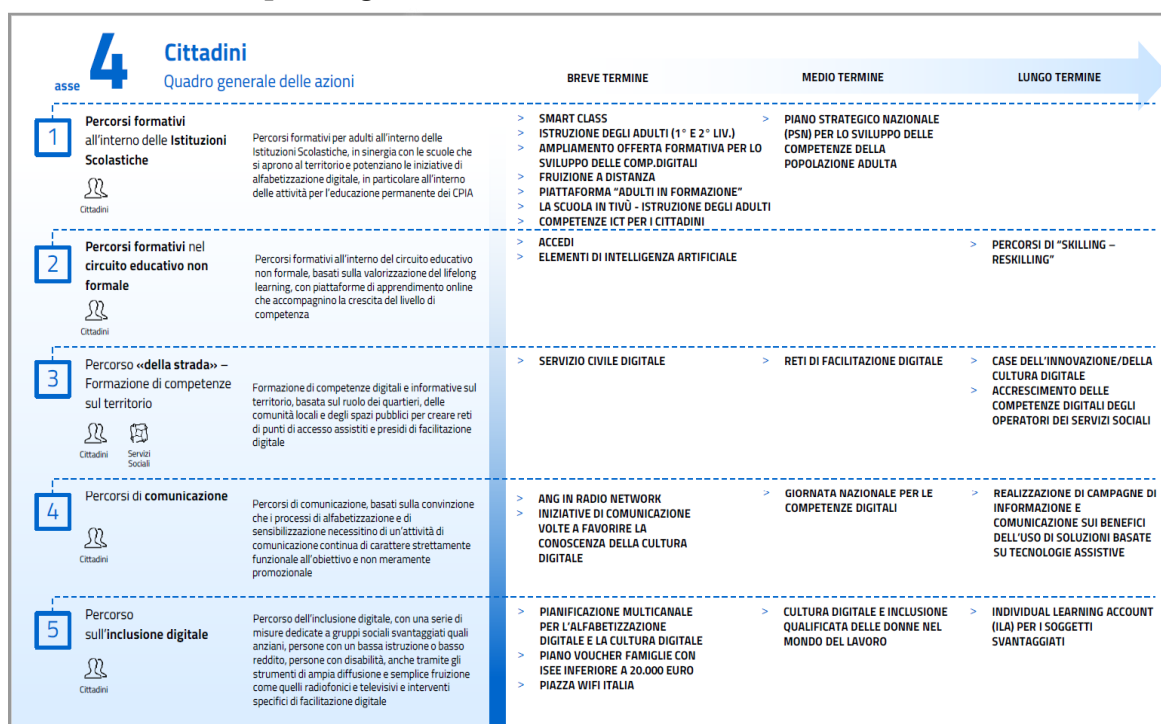 asse 4 Cittadini
Quadro generale delle azioni
BREVE TERMINE
MEDIO TERMINE
LUNGO TERMINE
1
Percorsi formativi
all'interno delle Istituzioni
Scolastiche
Cittadini
Percorsi formativi per adulti all'interno delle
Istituzioni Scolastiche, in sinergia con le scuole che
si aprono al territorio e potenziano le iniziative di
alfabetizzazione digitale, in particolare all'interno
delle attività per l'educazione permanente dei CPIA
> SMART CLASS
> ISTRUZIONE DEGLI ADULTI (1° E 2° LIV.)
> AMPLIAMENTO OFFERTA FORMATIVA PER LO
SVILUPPO DELLE COMP.DIGITALI
> FRUIZIONE A DISTANZA
> PIATTAFORMA "ADULTI IN FORMAZIONE"
> LA SCUOLA IN TIVÙ - ISTRUZIONE DEGLI ADULTI
> COMPETENZE ICT PER I CITTADINI
> PIANO STRATEGICO NAZIONALE
(PSN) PER LO SVILUPPO DELLE
COMPETENZE DELLA
POPOLAZIONE ADULTA
2
Percorsi formativi nel
circuito educativo non
formale
Cittadini
Percorsi formativi all'interno del circuito educativo
non formale, basati sulla valorizzazione del lifelong
learning, con piattaforme di apprendimento online
che accompagnino la crescita del livello di
competenza
> ACCEDI
> ELEMENTI DI INTELLIGENZA ARTIFICIALE
> PERCORSI DI "SKILLING –
RESKILLING"
3
Percorso «della strada» –
Formazione di competenze
sul territorio
Cittadini
Servizi
Sociali
Formazione di competenze digitali e informative sul
territorio, basata sul ruolo dei quartieri, delle
comunità locali e degli spazi pubblici per creare reti
di punti di accesso assistiti e presidi di facilitazione
digitale
> SERVIZIO CIVILE DIGITALE
> RETI DI FACILITAZIONE DIGITALE
> CASE DELL'INNOVAZIONE/DELLA
CULTURA DIGITALE
> ACCRESCIMENTO DELLE
COMPETENZE DIGITALI DEGLI
OPERATORI DEI SERVIZI SOCIALI
4
Percorsi di comunicazione
Cittadini
Percorsi di comunicazione, basati sulla convinzione
che i processi di alfabetizzazione e di
sensibilizzazione necessitino di un'attività di
comunicazione continua di carattere strettamente
funzionale all'obiettivo e non meramente
promozionale
> ANG IN RADIO NETWORK
> INIZIATIVE DI COMUNICAZIONE
VOLTE A FAVORIRE LA
CONOSCENZA DELLA CULTURA
DIGITALE
> GIORNATA NAZIONALE PER LE
COMPETENZE DIGITALI
> REALIZZAZIONE DI CAMPAGNE DI
INFORMAZIONE E
COMUNICAZIONE SUI BENEFICI
DELL'USO DI SOLUZIONI BASATE
SU TECNOLOGIE ASSISTIVE
5
Percorso
sull'inclusione digitale
Cittadini
Percorso dell'inclusione digitale, con una serie di
misure dedicate a gruppi sociali svantaggiati quali
anziani, persone con un bassa istruzione o basso
reddito, persone con disabilità, anche tramite gli
strumenti di ampia diffusione e semplice fruizione
come quelli radiofonici e televisivi e interventi
specifici di facilitazione digitale
> PIANIFICAZIONE MULTICANALE
PER L'ALFABETIZZAZIONE
DIGITALE E LA CULTURA DIGITALE
> PIANO VOUCHER FAMIGLIE CON
ISEE INFERIORE A 20.000 EURO
> PIAZZA WIFI ITALIA
> CULTURA DIGITALE E INCLUSIONE
QUALIFICATA DELLE DONNE NEL
MONDO DEL LAVORO
> INDIVIDUAL LEARNING ACCOUNT
(ILA) PER I SOGGETTI
SVANTAGGIATI